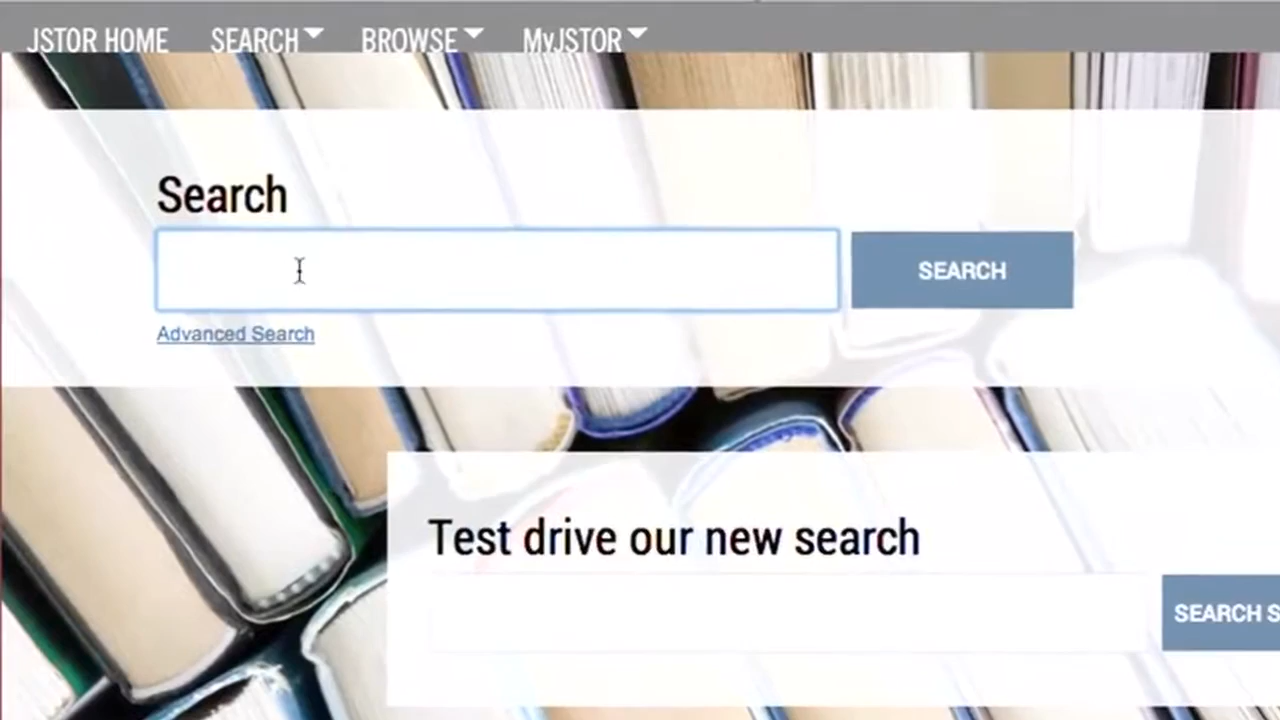 JSTOR HOME SEARCH BROWSE MyJSTOR
Search
SEARCH
Advanced Search
Test drive our new search
SEARCH S